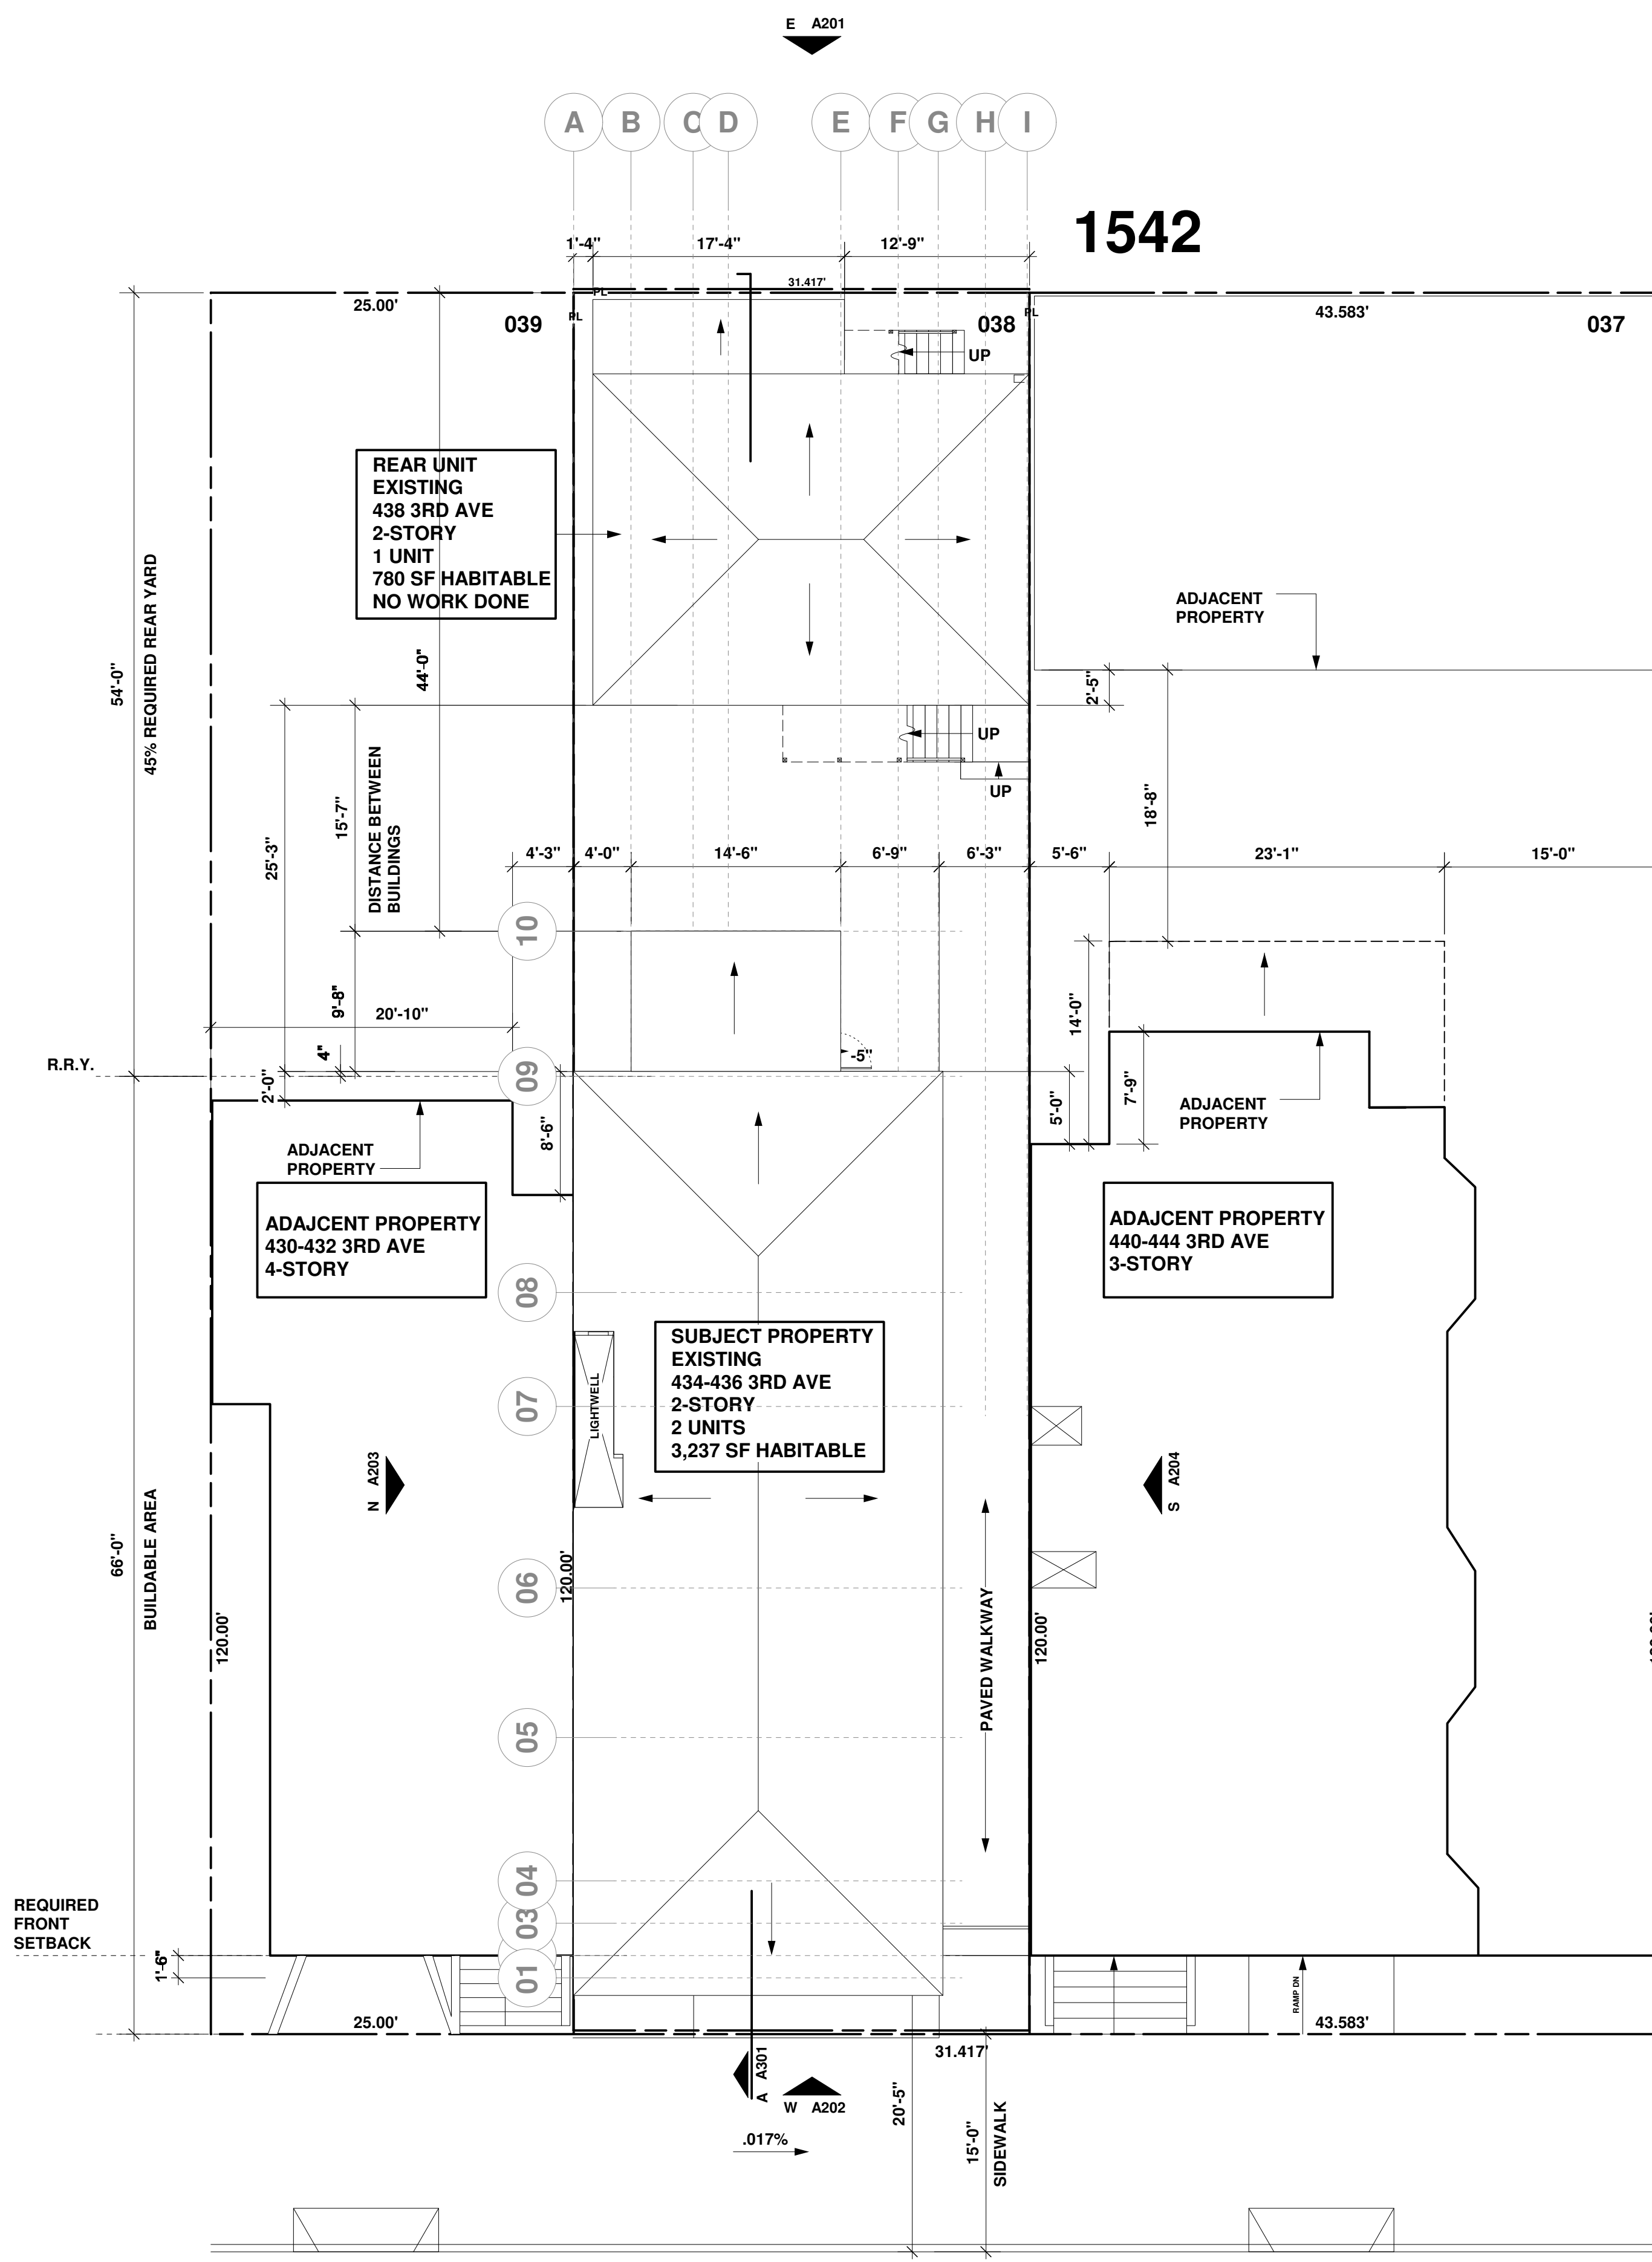 E A201
A B C D E F G H I
1542
1'-4" 17'-4" 12'-9"
31.417'
PL
PL
PL
25.00'
039
038
43.583'
037
UP
REAR UNIT
EXISTING
438 3RD AVE
2-STORY
1 UNIT
780 SF HABITABLE
NO WORK DONE
54'-0"
45% REQUIRED REAR YARD
44'-0"
ADJACENT
PROPERTY
2'-5"
18'-8"
UP
UP
25'-3"
15'-7"
DISTANCE BETWEEN
BUILDINGS
4'-3" 4'-0" 14'-6" 6'-9" 6'-3" 5'-6" 23'-1" 15'-0"
10
9'-8"
20'-10"
14'-0"
4"
-5"
R.R.Y.
09
2'-0"
8'-6"
5'-0"
7'-9"
ADJACENT
PROPERTY
ADJACENT
PROPERTY
ADAJCENT PROPERTY
430-432 3RD AVE
4-STORY
ADAJCENT PROPERTY
440-444 3RD AVE
3-STORY
08
SUBJECT PROPERTY
EXISTING
434-436 3RD AVE
2-STORY
2 UNITS
3,237 SF HABITABLE
LIGHTWELL
07
N A203
S A204
66'-0"
BUILDABLE AREA
120.00'
120.00'
06
120.00'
PAVED WALKWAY
05
04
03
01
REQUIRED
FRONT
SETBACK
1'-6"
RAMP DN
25.00'
43.583'
31.417'
A A301
W A202
20'-5"
15'-0"
SIDEWALK
.017%